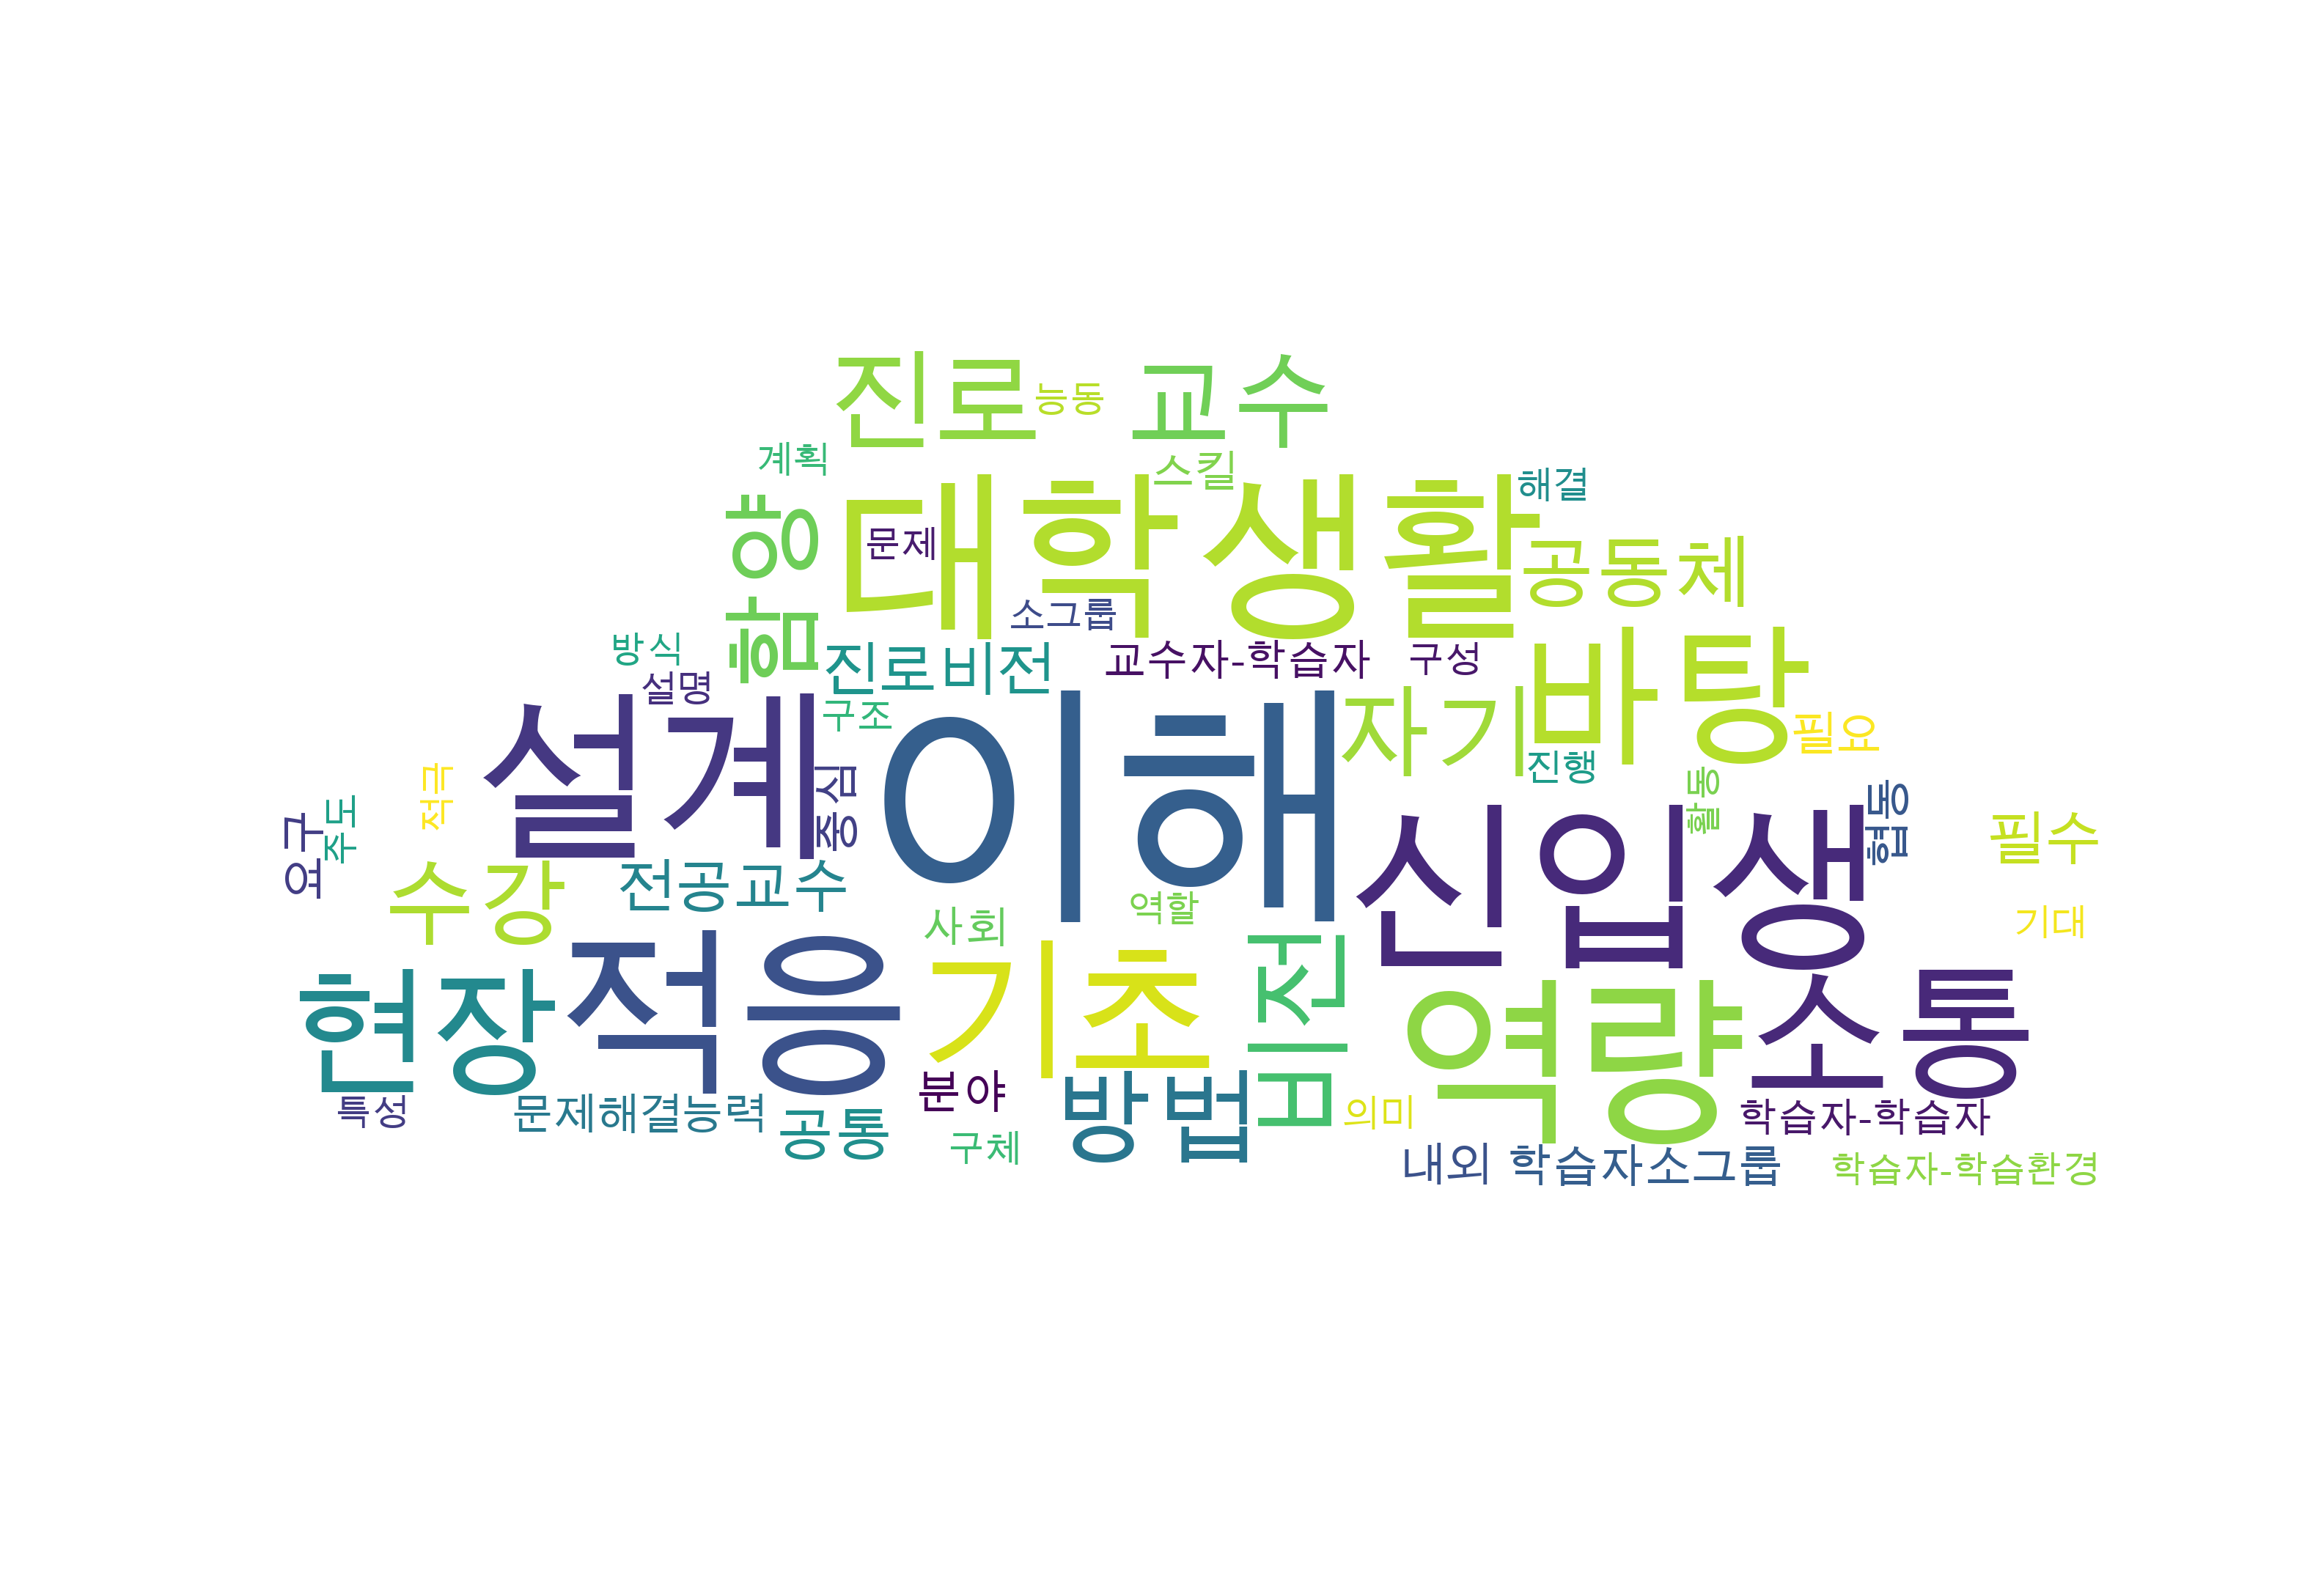 진로
능동
교수
계획
스킬
해결
대학생활
문제
함양
공동체
소그룹
방식
진로비전
교수자-학습자
구성
바탕
설명
구조
자기
필요
설계
이해
진행
중심
활동
협동
적극
주도
연구
신입생
필수
수강
전공교수
역할
사회
기대
현장
적응
기초
비전
역량
소통
특성
문제해결능력
공통
분야
구체
방법
의미
학습자-학습자
내외
학습자소그룹
학습자-학습환경